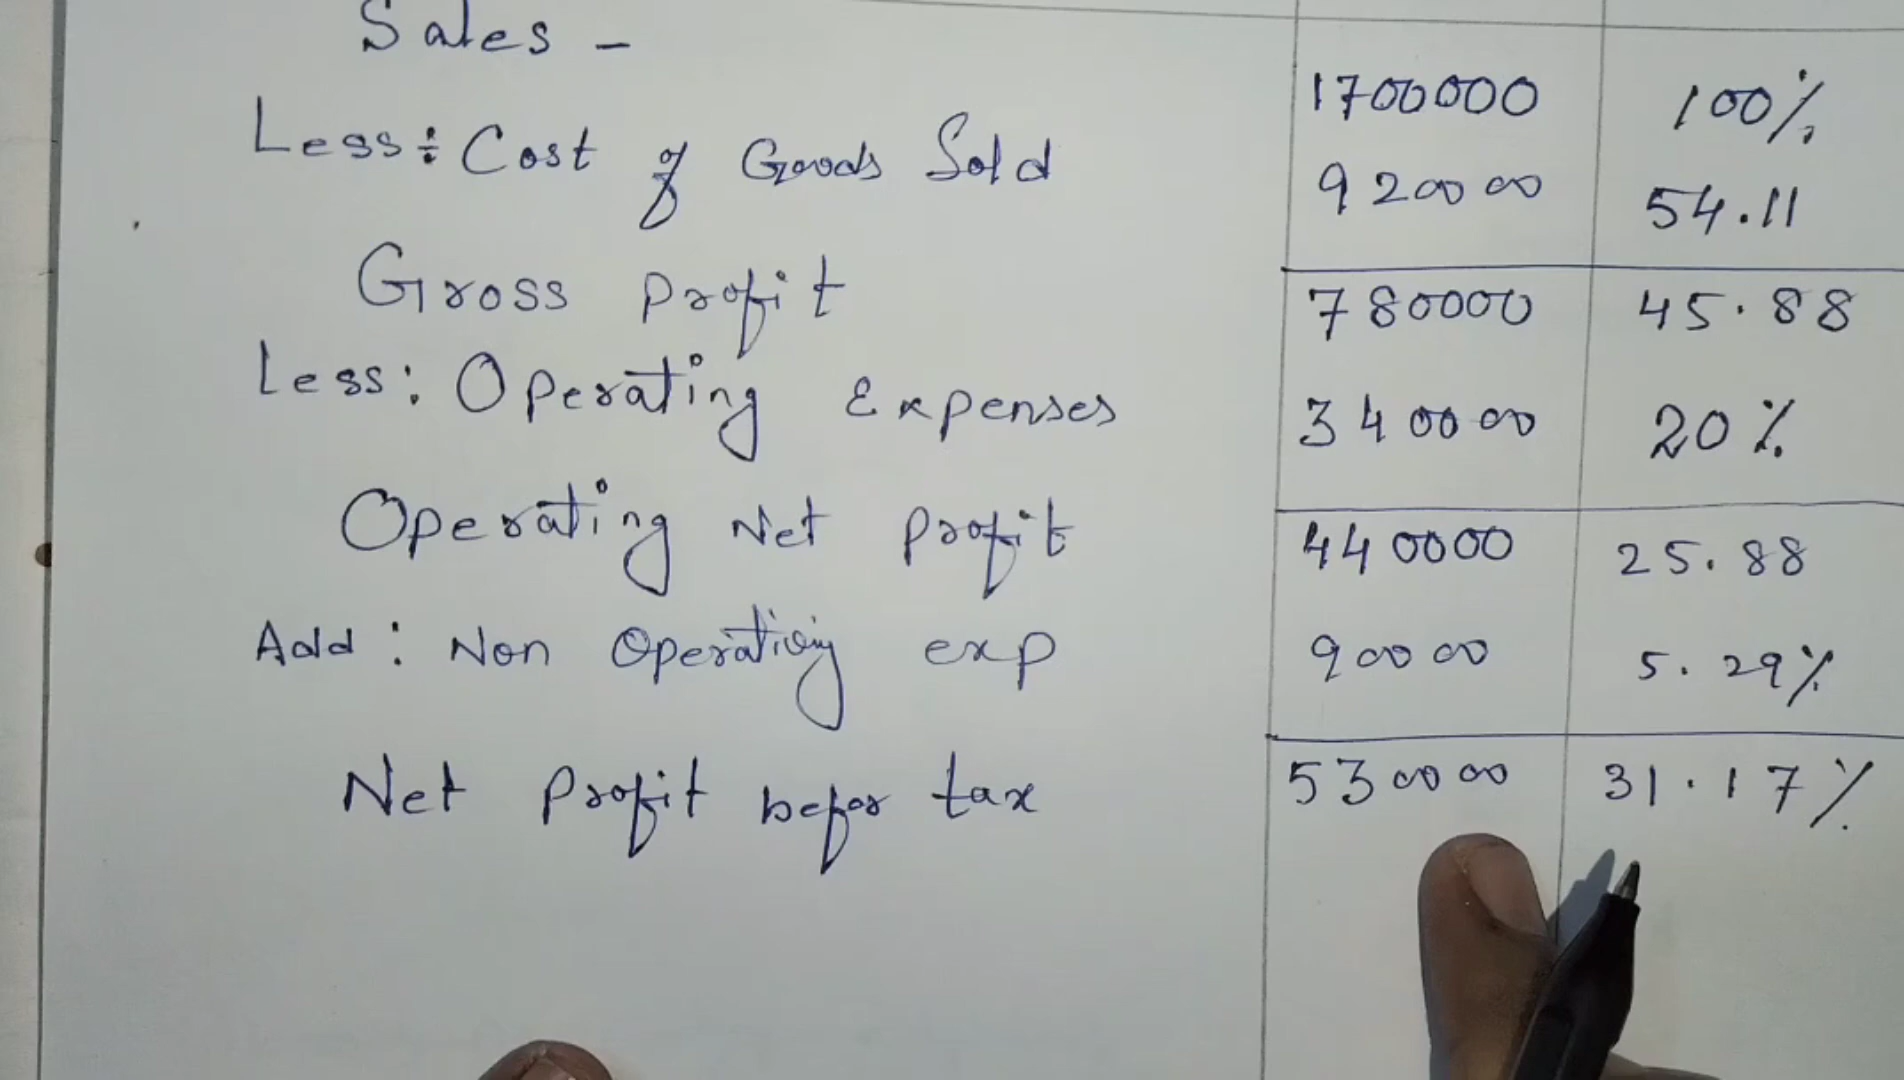 Sales -
1700000 100%
Less: Cost of Goods Sold
920000 54.11
Gross Profit 780000 45.88
Less: Operating Expenses 340000 20%
Operating Net Profit 440000 25.88
Add: Non Operating exp 90000 5.29%
Net Profit befor tax 530000 31.17%